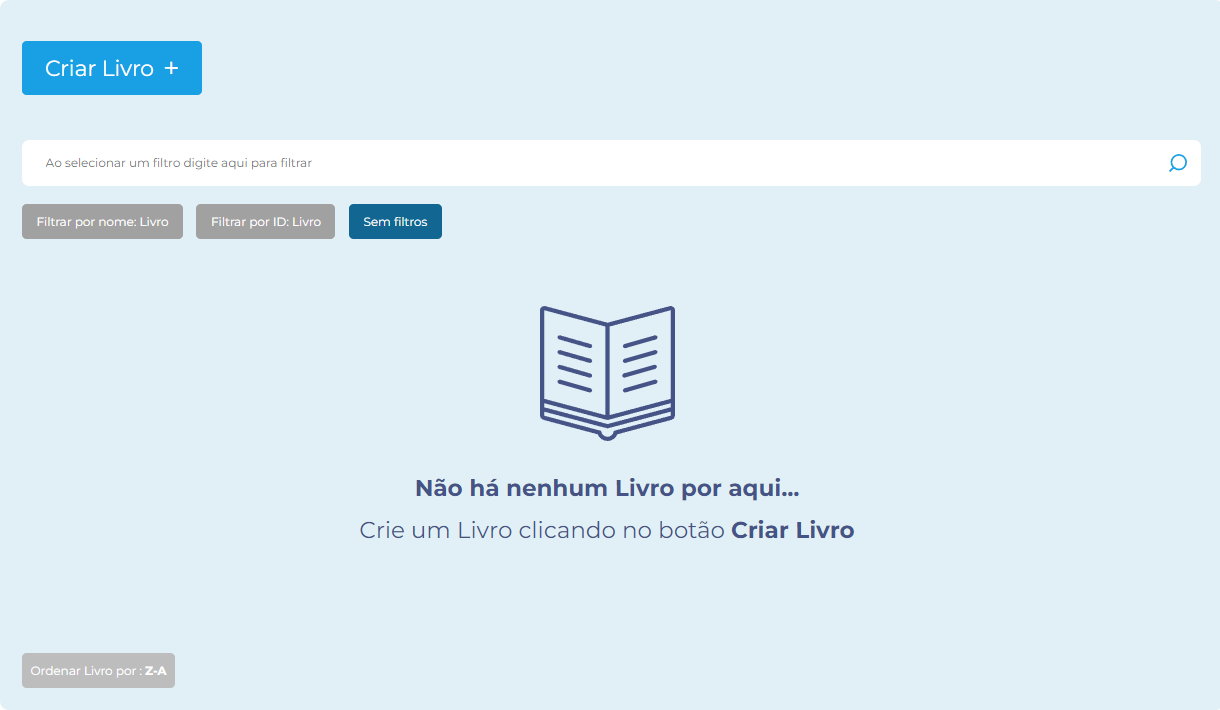 Criar Livro +
Ao selecionar um filtro digite aqui para filtrar
Filtrar por nome: Livro
Filtrar por ID: Livro
Sem filtros
Não há nenhum Livro por aqui...
Crie um Livro clicando no botão Criar Livro
Ordenar Livro por : Z-A